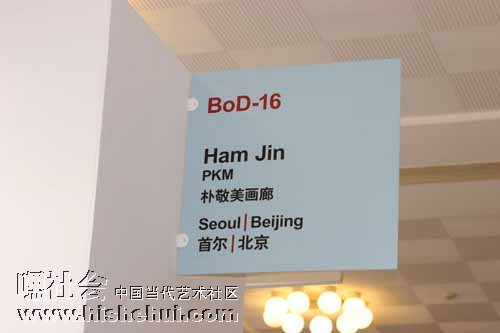 BoD-16
Ham Jin
PKM
朴敬美画廊
Seoul|Beijing
首尔|北京
嘿社会 中国当代艺术社区
www.hishehui.com